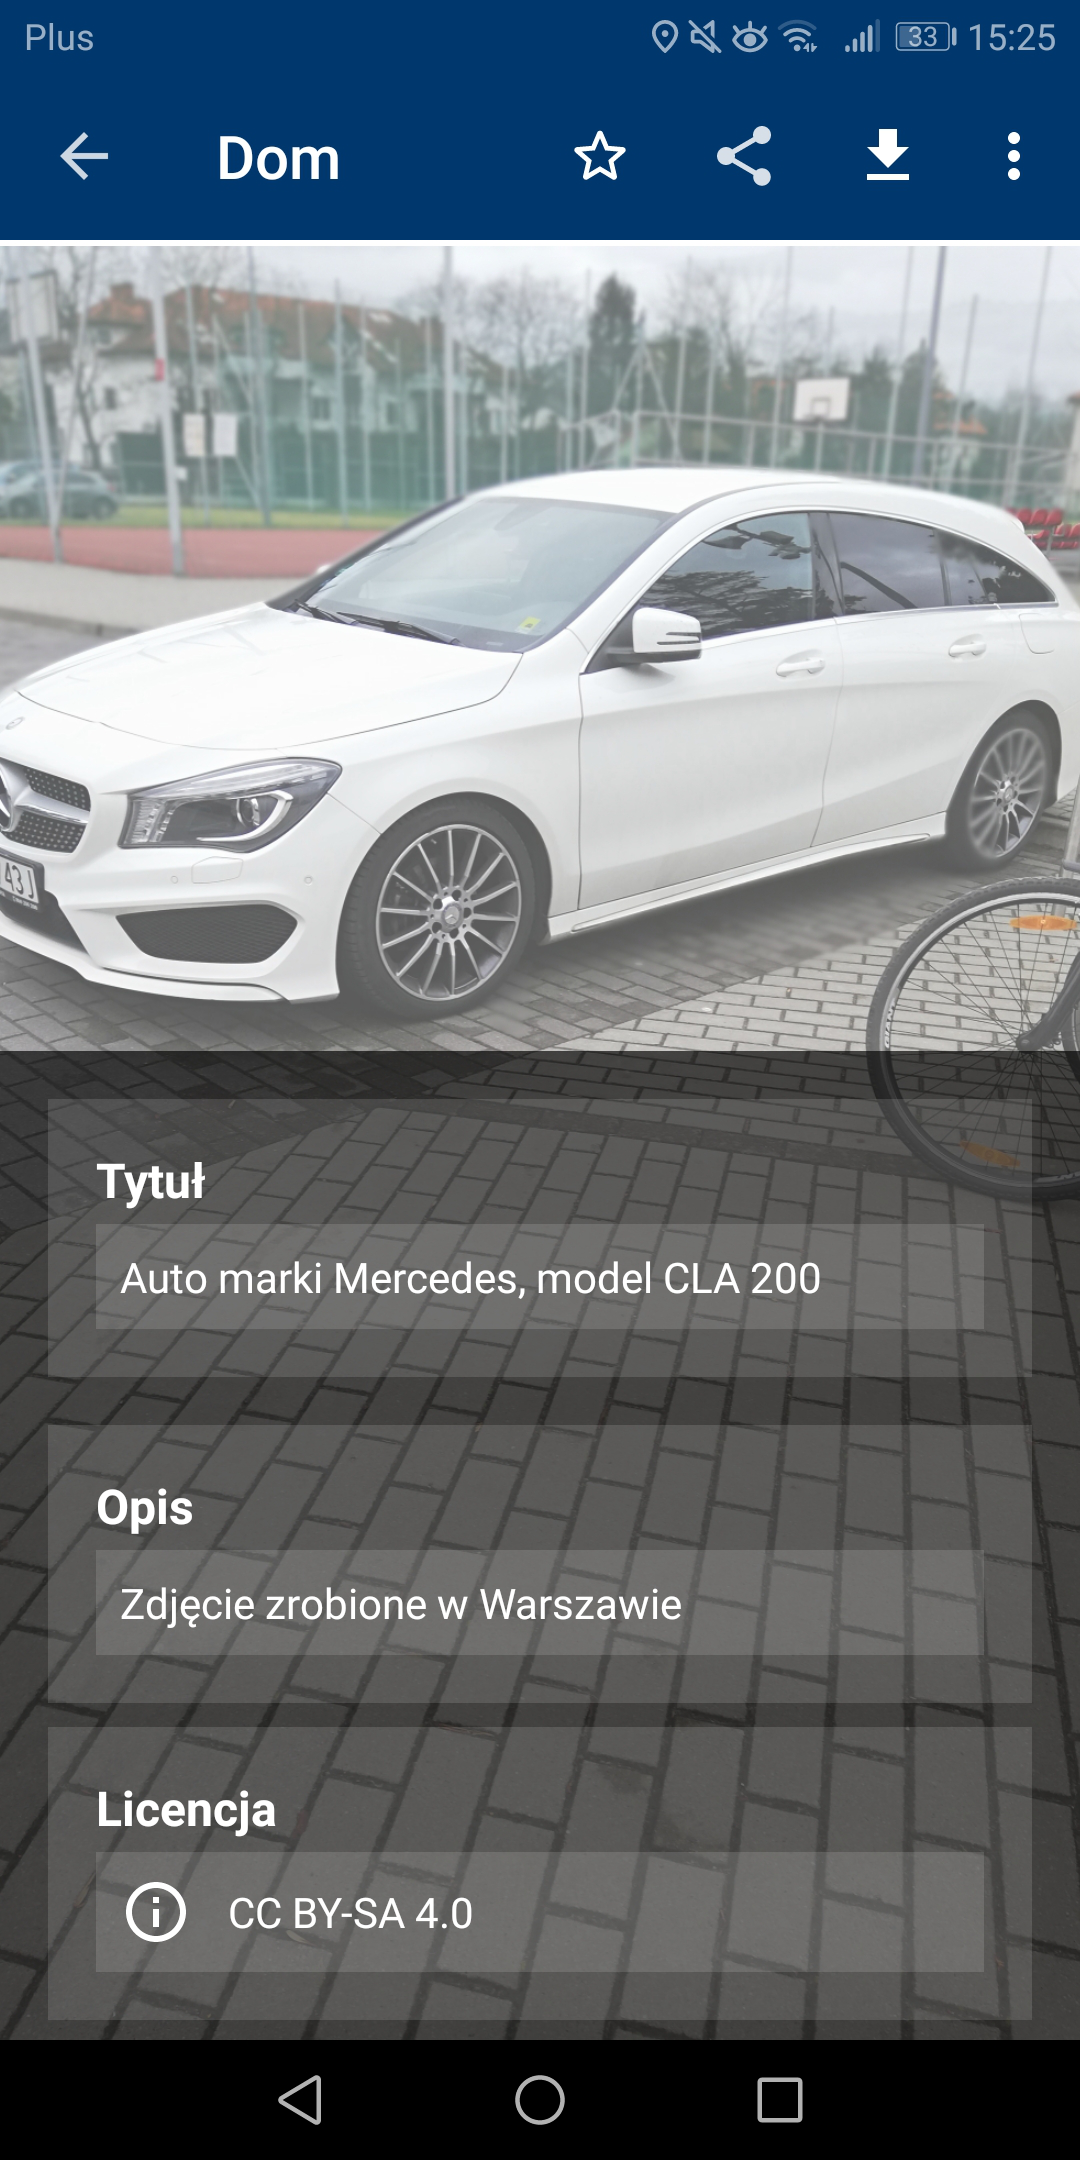 Plus
33 15:25
Dom
43J
Tytuł
Auto marki Mercedes, model CLA 200
Opis
Zdjęcie zrobione w Warszawie
Licencja
CC BY-SA 4.0